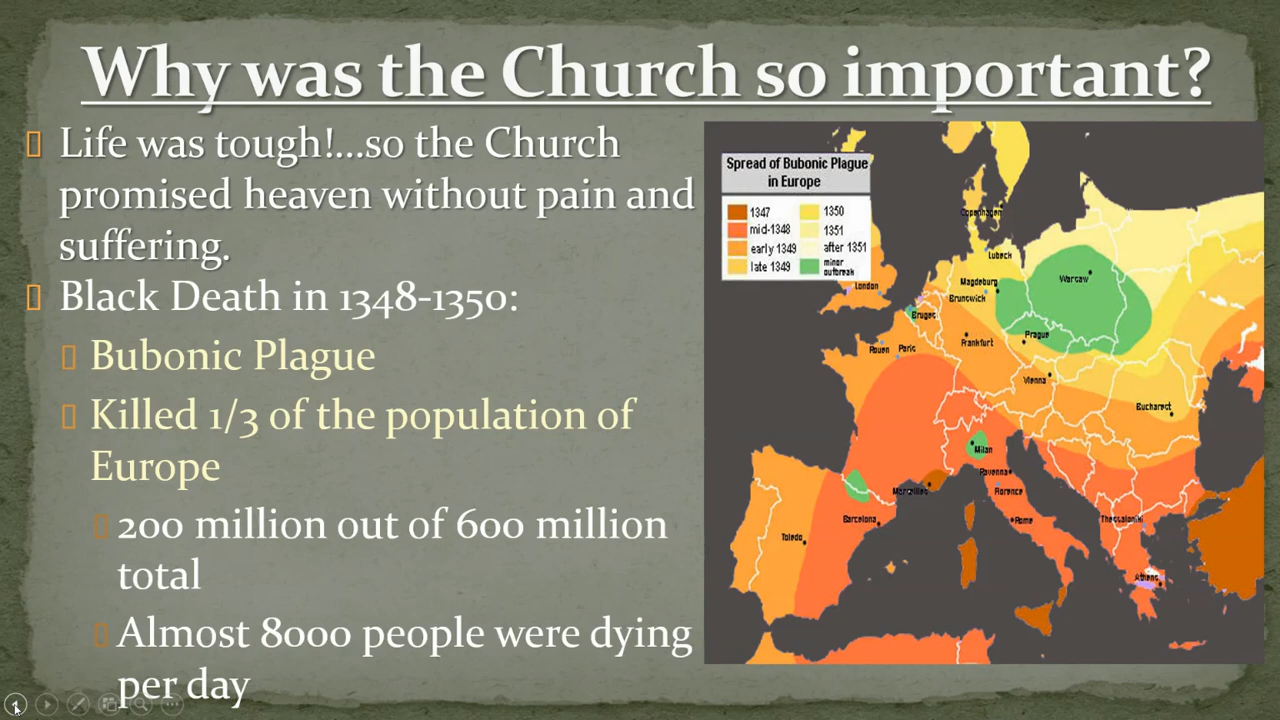 Why was the Church so important?
Life was tough!...so the Church
promised heaven without pain and
suffering.
Black Death in 1348-1350:
Bubonic Plague
Killed 1/3 of the population of
Europe
200 million out of 600 million
total
Almost 8000 people were dying
per day
Spread of Bubonic Plague
in Europe
1347
mid-1348
early 1349
late 1349
1350
1351
after 1351
minor
outbreak
Copenhagen
Lubeck
Warsaw
Magdeburg
Brunswick
London
Bruges
Prague
Frankfurt
Rouen
Paris
Vienna
Bucharest
Milan
Ravenna
Marseilles
Florence
Barcelona
Rome
Thessaloniki
Toledo
Athens